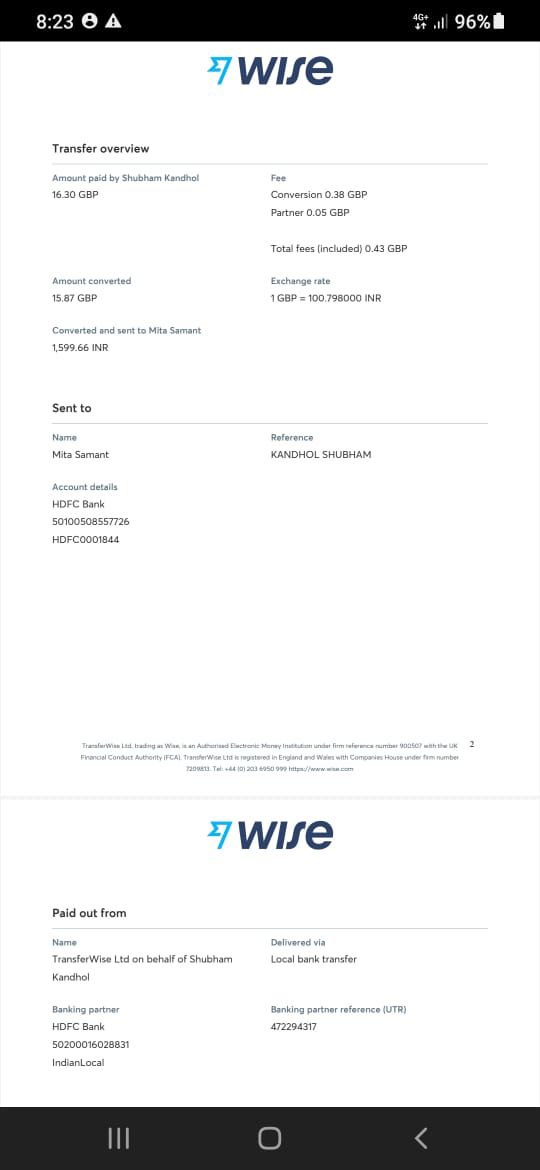 8:23
4G+
96%
wise
Transfer overview
Amount paid by Shubham Kandhol
16.30 GBP
Fee
Conversion 0.38 GBP
Partner 0.05 GBP
Total fees (included) 0.43 GBP
Amount converted
15.87 GBP
Exchange rate
1 GBP = 100.798000 INR
Converted and sent to Mita Samant
1,599.66 INR
Sent to
Name
Mita Samant
Reference
KANDHOL SHUBHAM
Account details
HDFC Bank
50100508557726
HDFC0001844
TransferWise Ltd, trading as Wise, is an Authorised Electronic Money Institution under firm reference number 900507 with the UK
2
Financial Conduct Authority (FCA). TransferWise Ltd is registered in England and Wales with Companies House under firm number
7209813. Tel: +44 (0) 203 6950 999 https://www.wise.com
wise
Paid out from
Name
TransferWise Ltd on behalf of Shubham
Kandhol
Delivered via
Local bank transfer
Banking partner
HDFC Bank
50200016028831
IndianLocal
Banking partner reference (UTR)
472294317